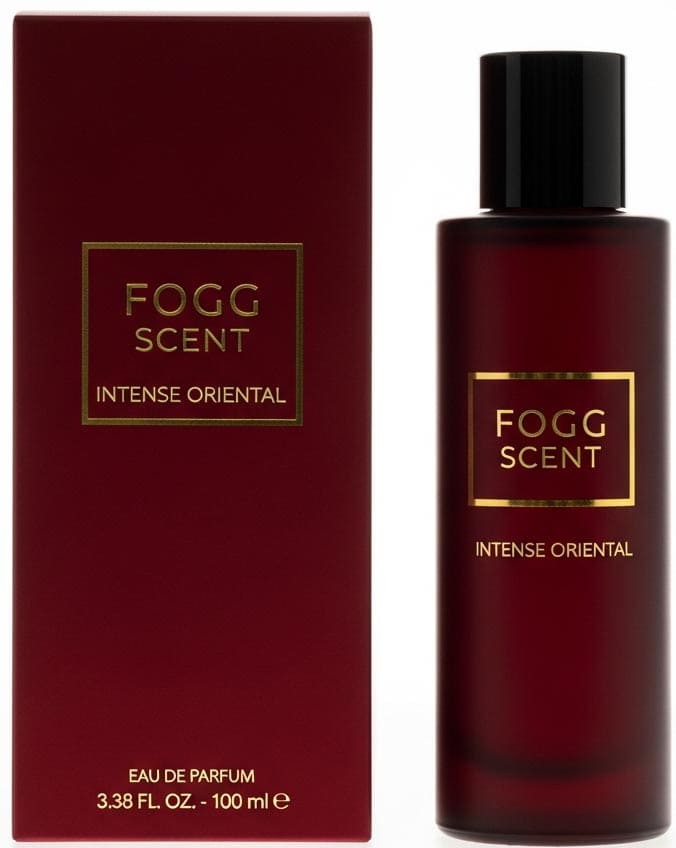 FOGG
SCENT
INTENSE ORIENTAL
EAU DE PARFUM
3.38 FL. OZ. - 100 ml ℮
FOGG
SCENT
INTENSE ORIENTAL